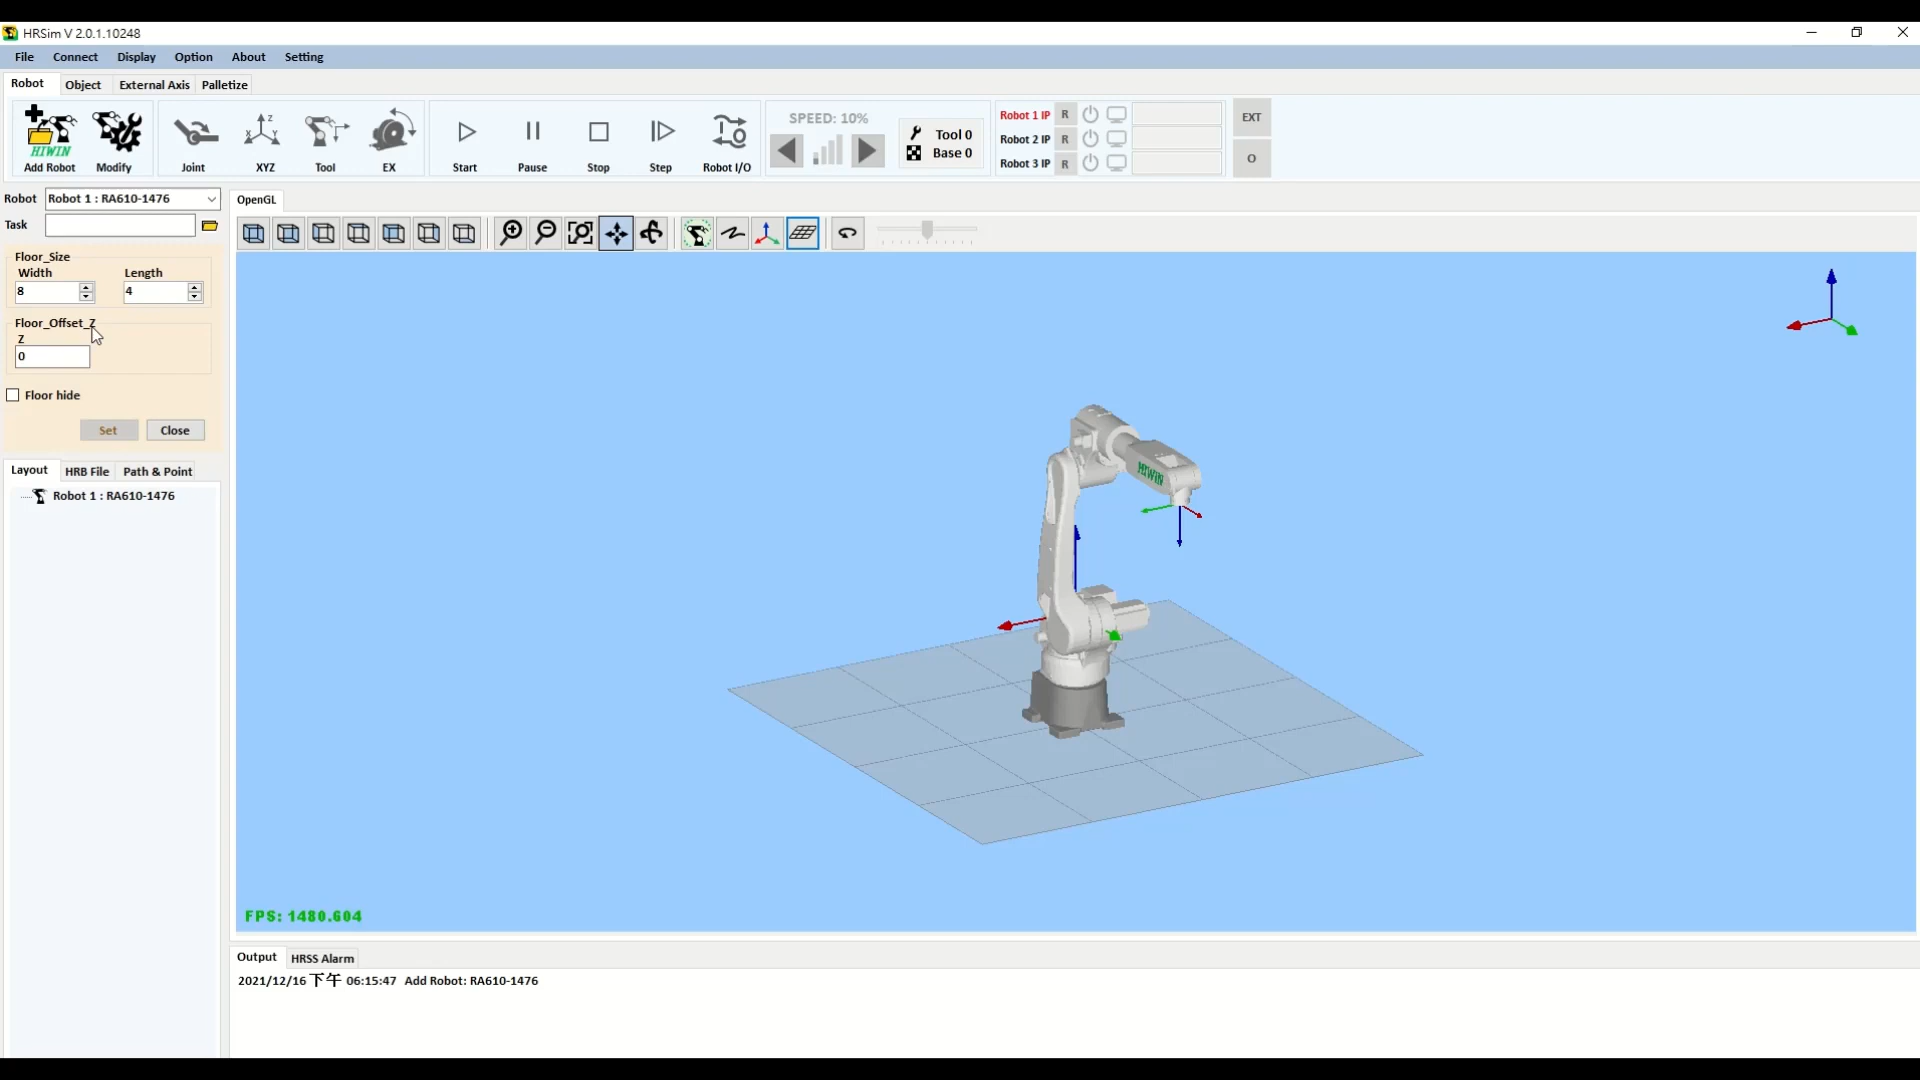 HRSim V 2.0.1.10248
File Connect Display Option About Setting
Robot Object External Axis Palletize
HIWIN
Add Robot Modify Joint XYZ Tool EX Start Pause Stop Step Robot I/O
SPEED: 10%
Tool 0
Base 0
Robot 1 IP R
Robot 2 IP R
Robot 3 IP R
EXT
O
Robot Robot 1 : RA610-1476
Task
OpenGL
Floor_Size
Width Length
8 4
Floor_Offset_Z
Z
0
Floor hide
Set Close
Layout HRB File Path & Point
Robot 1 : RA610-1476
HIWIN
FPS: 1480.604
Output HRSS Alarm
2021/12/16 下午 06:15:47 Add Robot: RA610-1476